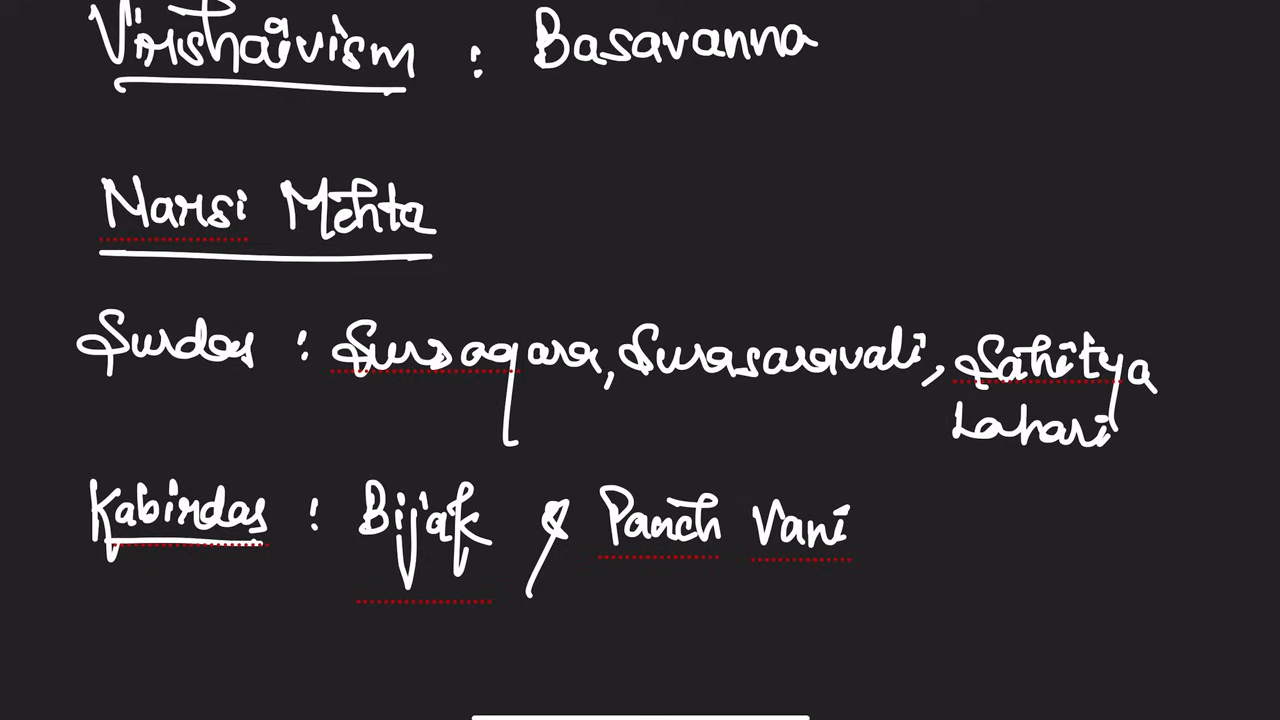 Virshaivism : Basavanna
Narsi Mehta
Surdas : Sursagara, Surasaravali, Sahitya
Lahari
Kabirdas : Bijak & Panch Vani